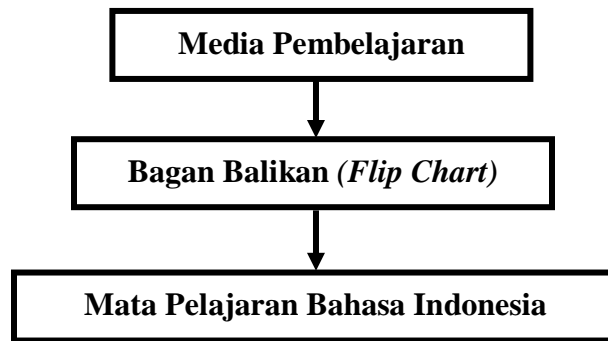 Media Pembelajaran
Bagan Balikan (Flip Chart)
Mata Pelajaran Bahasa Indonesia